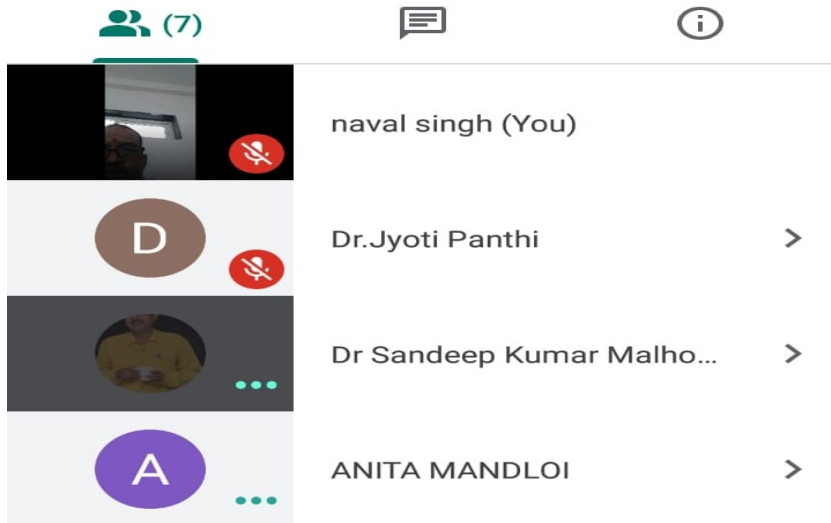 (7)
naval singh (You)
D
Dr.Jyoti Panthi
Dr Sandeep Kumar Malho...
A
ANITA MANDLOI